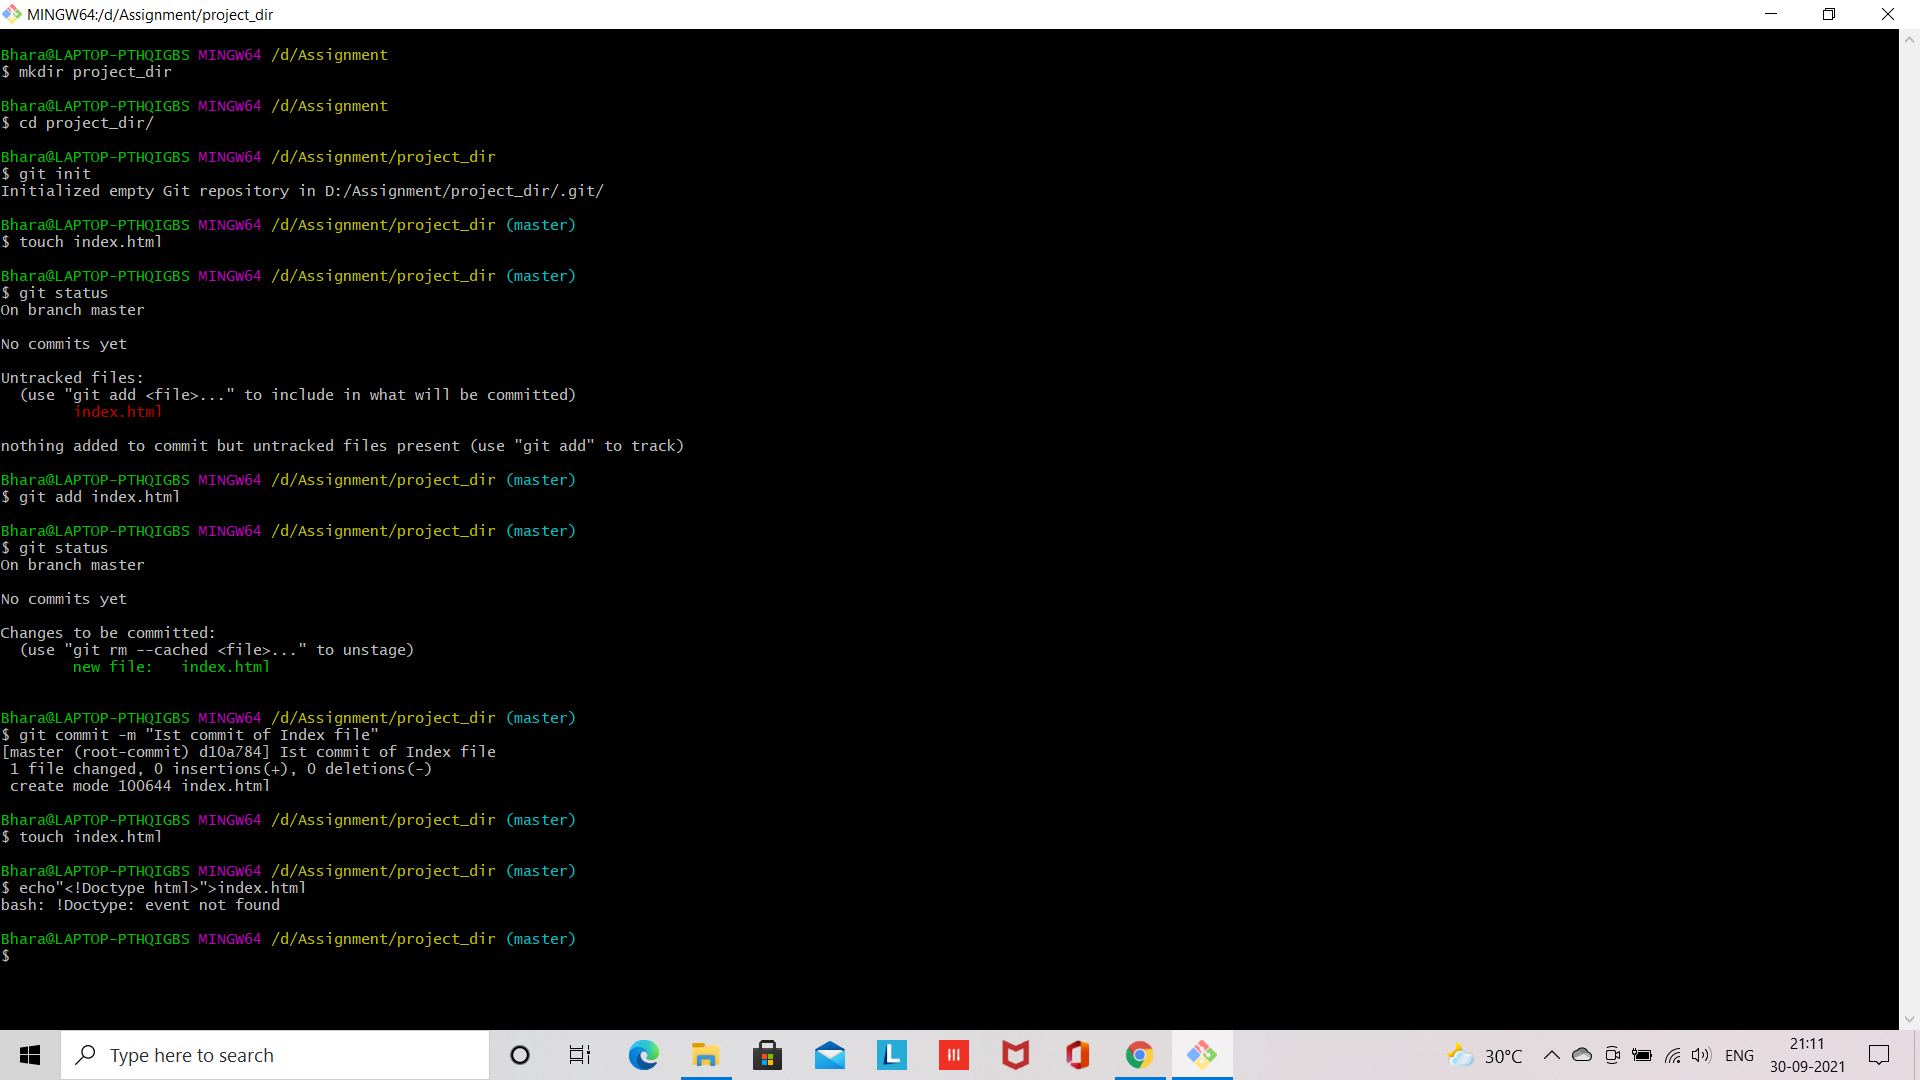 MINGW64:/d/Assignment/project_dir
Bhara@LAPTOP-PTHQIGBS MINGW64 /d/Assignment
$ mkdir project_dir
Bhara@LAPTOP-PTHQIGBS MINGW64 /d/Assignment
$ cd project_dir/
Bhara@LAPTOP-PTHQIGBS MINGW64 /d/Assignment/project_dir
$ git init
Initialized empty Git repository in D:/Assignment/project_dir/.git/
Bhara@LAPTOP-PTHQIGBS MINGW64 /d/Assignment/project_dir (master)
$ touch index.html
Bhara@LAPTOP-PTHQIGBS MINGW64 /d/Assignment/project_dir (master)
$ git status
On branch master
No commits yet
Untracked files:
  (use "git add <file>..." to include in what will be committed)
        index.html
nothing added to commit but untracked files present (use "git add" to track)
Bhara@LAPTOP-PTHQIGBS MINGW64 /d/Assignment/project_dir (master)
$ git add index.html
Bhara@LAPTOP-PTHQIGBS MINGW64 /d/Assignment/project_dir (master)
$ git status
On branch master
No commits yet
Changes to be committed:
  (use "git rm --cached <file>..." to unstage)
        new file:   index.html
Bhara@LAPTOP-PTHQIGBS MINGW64 /d/Assignment/project_dir (master)
$ git commit -m "Ist commit of Index file"
[master (root-commit) d10a784] Ist commit of Index file
 1 file changed, 0 insertions(+), 0 deletions(-)
 create mode 100644 index.html
Bhara@LAPTOP-PTHQIGBS MINGW64 /d/Assignment/project_dir (master)
$ touch index.html
Bhara@LAPTOP-PTHQIGBS MINGW64 /d/Assignment/project_dir (master)
$ echo"<!Doctype html>">index.html
bash: !Doctype: event not found
Bhara@LAPTOP-PTHQIGBS MINGW64 /d/Assignment/project_dir (master)
$
Type here to search
L
30°C
ENG
21:11
30-09-2021